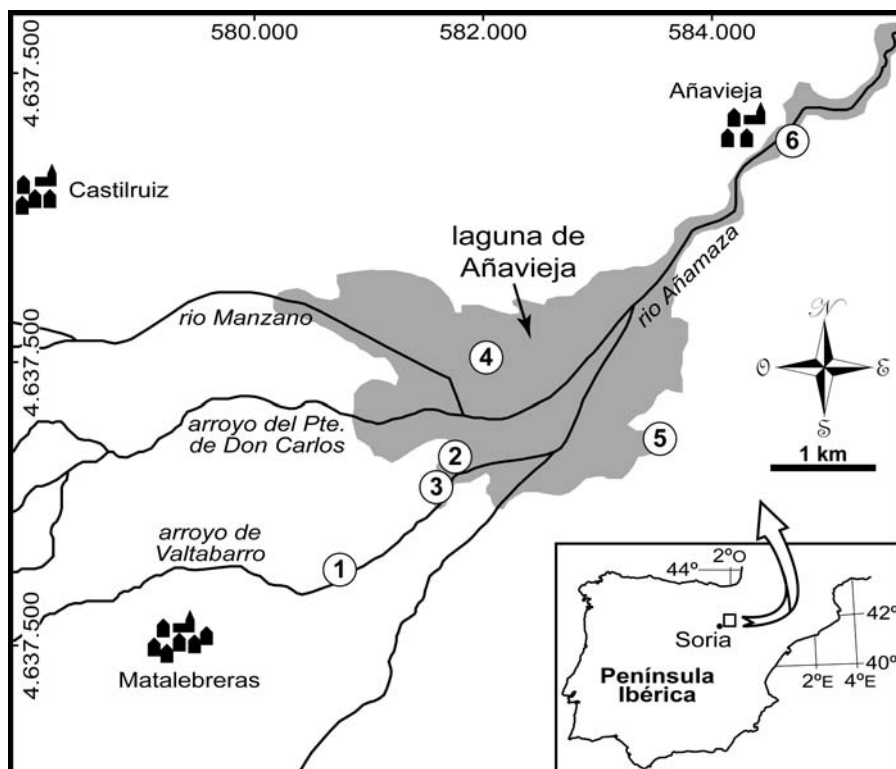 580.000
582.000
584.000
4.637.500
Añavieja
6
Castilruiz
laguna de
Añavieja
rio Añamaza
rio Manzano
4.637.500
4
N
O
E
S
arroyo del Pte.
de Don Carlos
5
2
1 km
3
arroyo de
Valtabarro
1
4.637.500
Matalebreras
44º
2ºO
42º
Soria
40º
2ºE
4ºE
Península
Ibérica